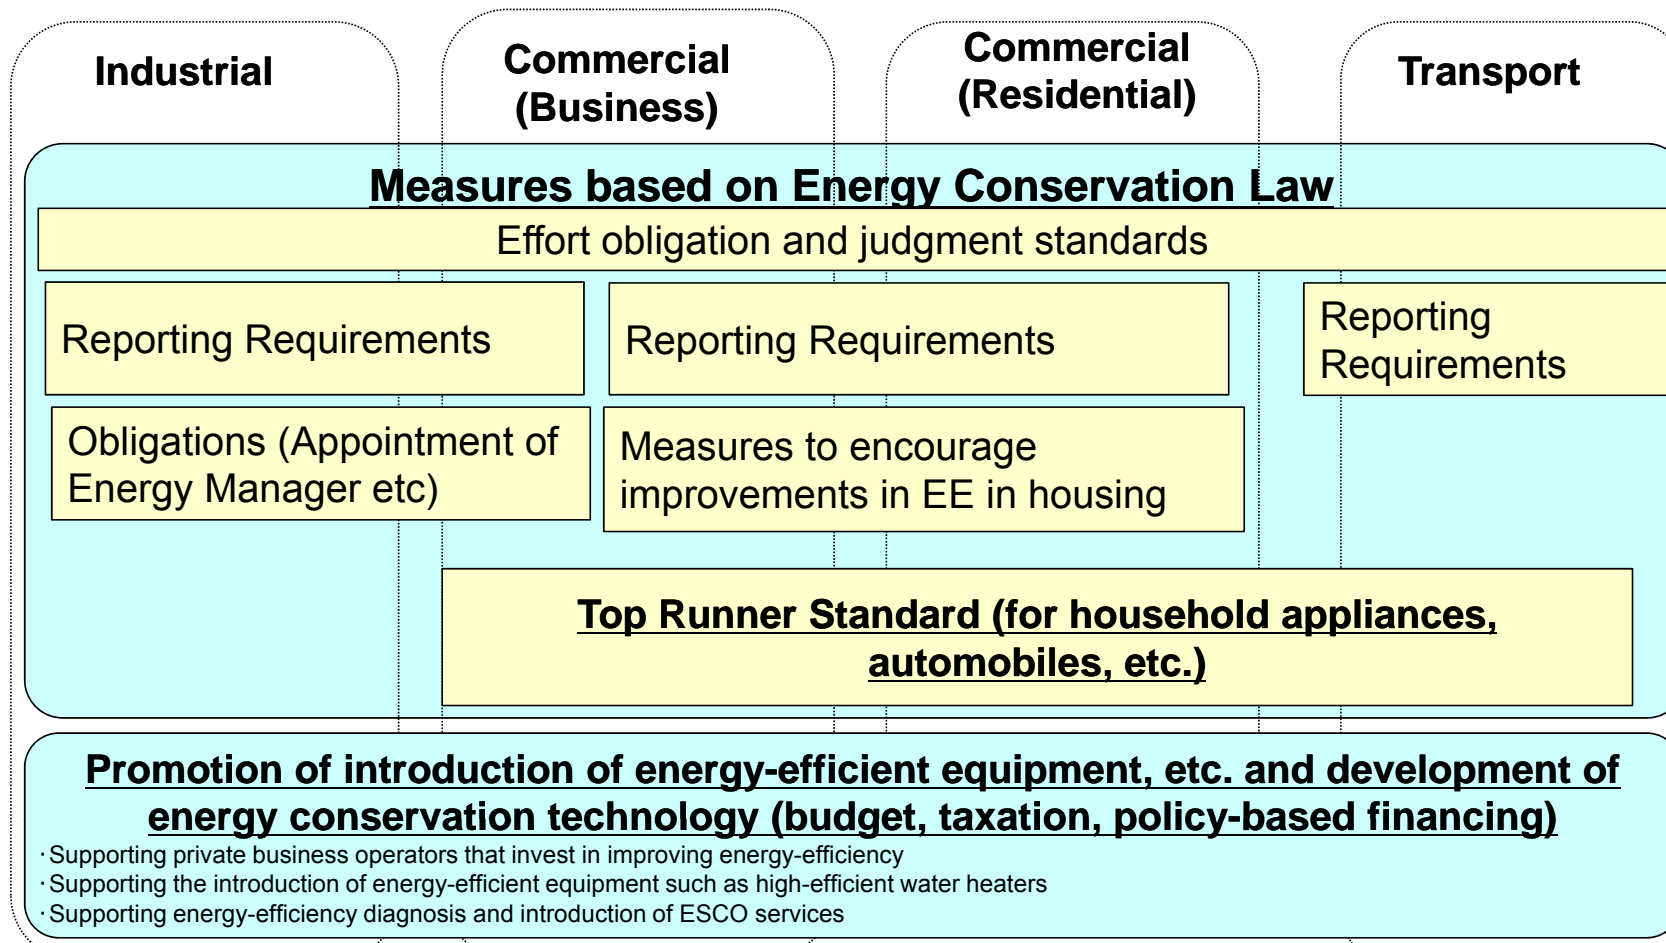 Industrial
Commercial
(Business)
Commercial
(Residential)
Transport
Measures based on Energy Conservation Law
Effort obligation and judgment standards
Reporting Requirements
Reporting Requirements
Reporting
Requirements
Obligations (Appointment of
Energy Manager etc)
Measures to encourage
improvements in EE in housing
Top Runner Standard (for household appliances,
automobiles, etc.)
Promotion of introduction of energy-efficient equipment, etc. and development of
energy conservation technology (budget, taxation, policy-based financing)
·Supporting private business operators that invest in improving energy-efficiency
·Supporting the introduction of energy-efficient equipment such as high-efficient water heaters
·Supporting energy-efficiency diagnosis and introduction of ESCO services